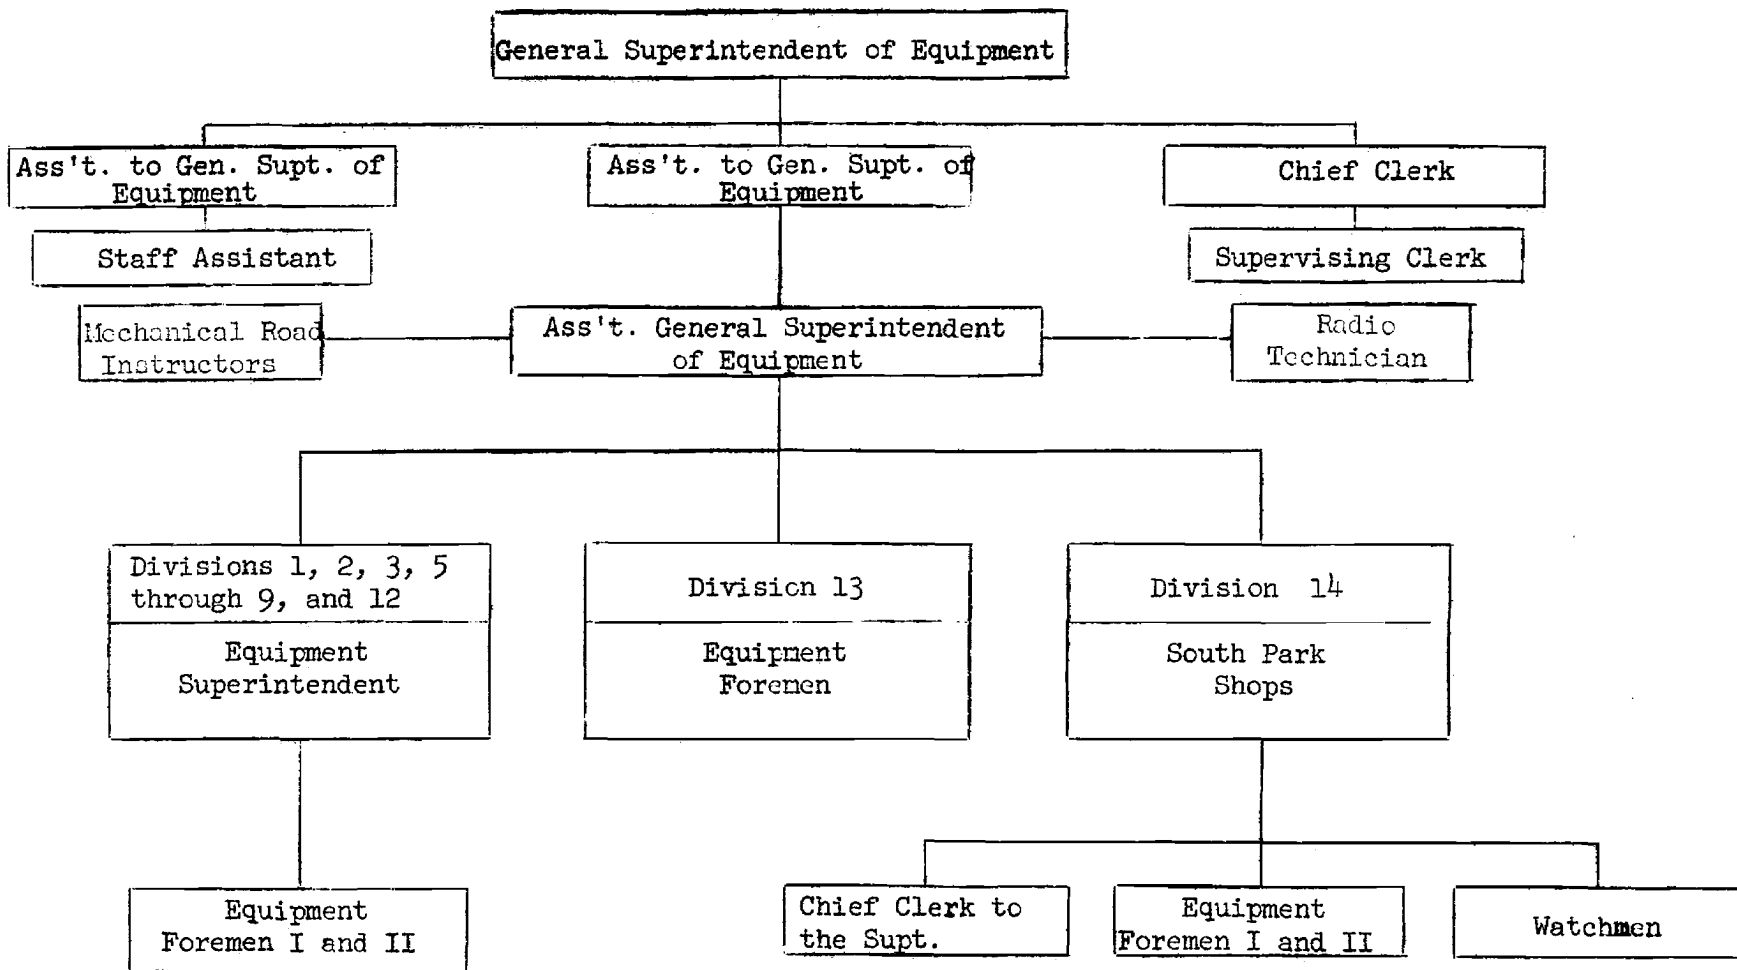 General Superintendent of Equipment
Ass't. to Gen. Supt. of
Equipment
Ass't. to Gen. Supt. of
Equipment
Chief Clerk
Staff Assistant
Supervising Clerk
Mechanical Road
Instructors
Ass't. General Superintendent
of Equipment
Radio
Technician
Divisions 1, 2, 3, 5
through 9, and 12
Equipment
Superintendent
Division 13
Equipment
Foremen
Division 14
South Park
Shops
Equipment
Foremen I and II
Chief Clerk to
the Supt.
Equipment
Foremen I and II
Watchmen